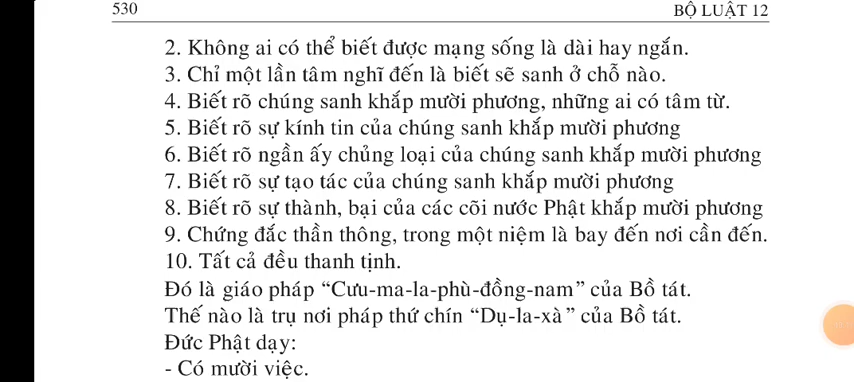 530
BỘ LUẬT 12
2. Không ai có thể biết được mạng sống là dài hay ngắn.
3. Chỉ một lần tâm nghĩ đến là biết sẽ sanh ở chỗ nào.
4. Biết rõ chúng sanh khắp mười phương, những ai có tâm từ.
5. Biết rõ sự kính tin của chúng sanh khắp mười phương
6. Biết rõ ngần ấy chủng loại của chúng sanh khắp mười phương
7. Biết rõ sự tạo tác của chúng sanh khắp mười phương
8. Biết rõ sự thành, bại của các cõi nước Phật khắp mười phương
9. Chứng đắc thần thông, trong một niệm là bay đến nơi cần đến.
10. Tất cả đều thanh tịnh.
Đó là giáo pháp “Cưu-ma-la-phù-đồng-nam” của Bồ tát.
Thế nào là trụ nơi pháp thứ chín “Dụ-la-xà” của Bồ tát.
Đức Phật dạy:
- Có mười việc.